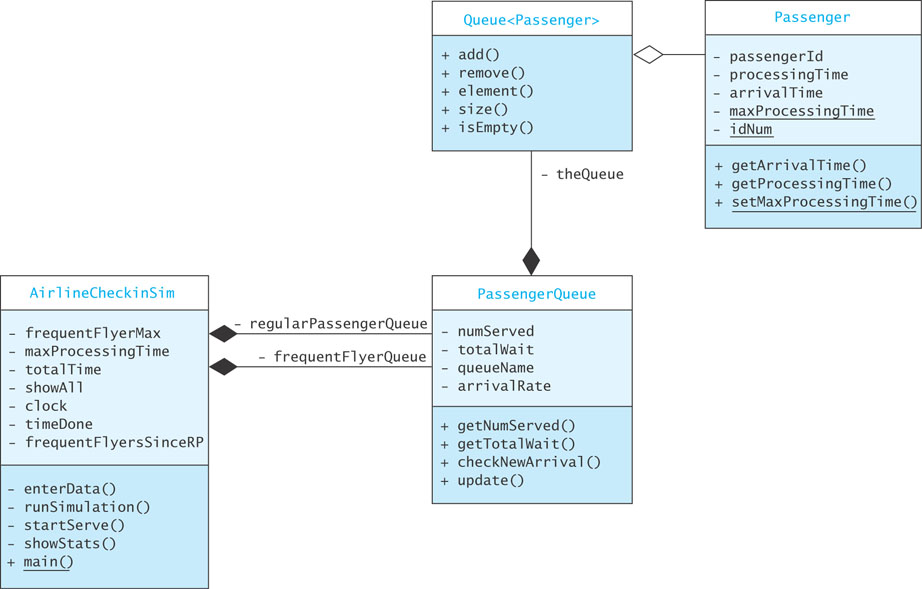 Queue<Passenger>
+ add()
+ remove()
+ element()
+ size()
+ isEmpty()
Passenger
- passengerId
- processingTime
- arrivalTime
- maxProcessingTime
- idNum
+ getArrivalTime()
+ getProcessingTime()
+ setMaxProcessingTime()
- theQueue
AirlineCheckinSim
- frequentFlyerMax
- maxProcessingTime
- totalTime
- showAll
- clock
- timeDone
- frequentFlyersSinceRP
- enterData()
- runSimulation()
- startServe()
- showStats()
+ main()
- regularPassengerQueue
- frequentFlyerQueue
PassengerQueue
- numServed
- totalWait
- queueName
- arrivalRate
+ getNumServed()
+ getTotalWait()
+ checkNewArrival()
+ update()